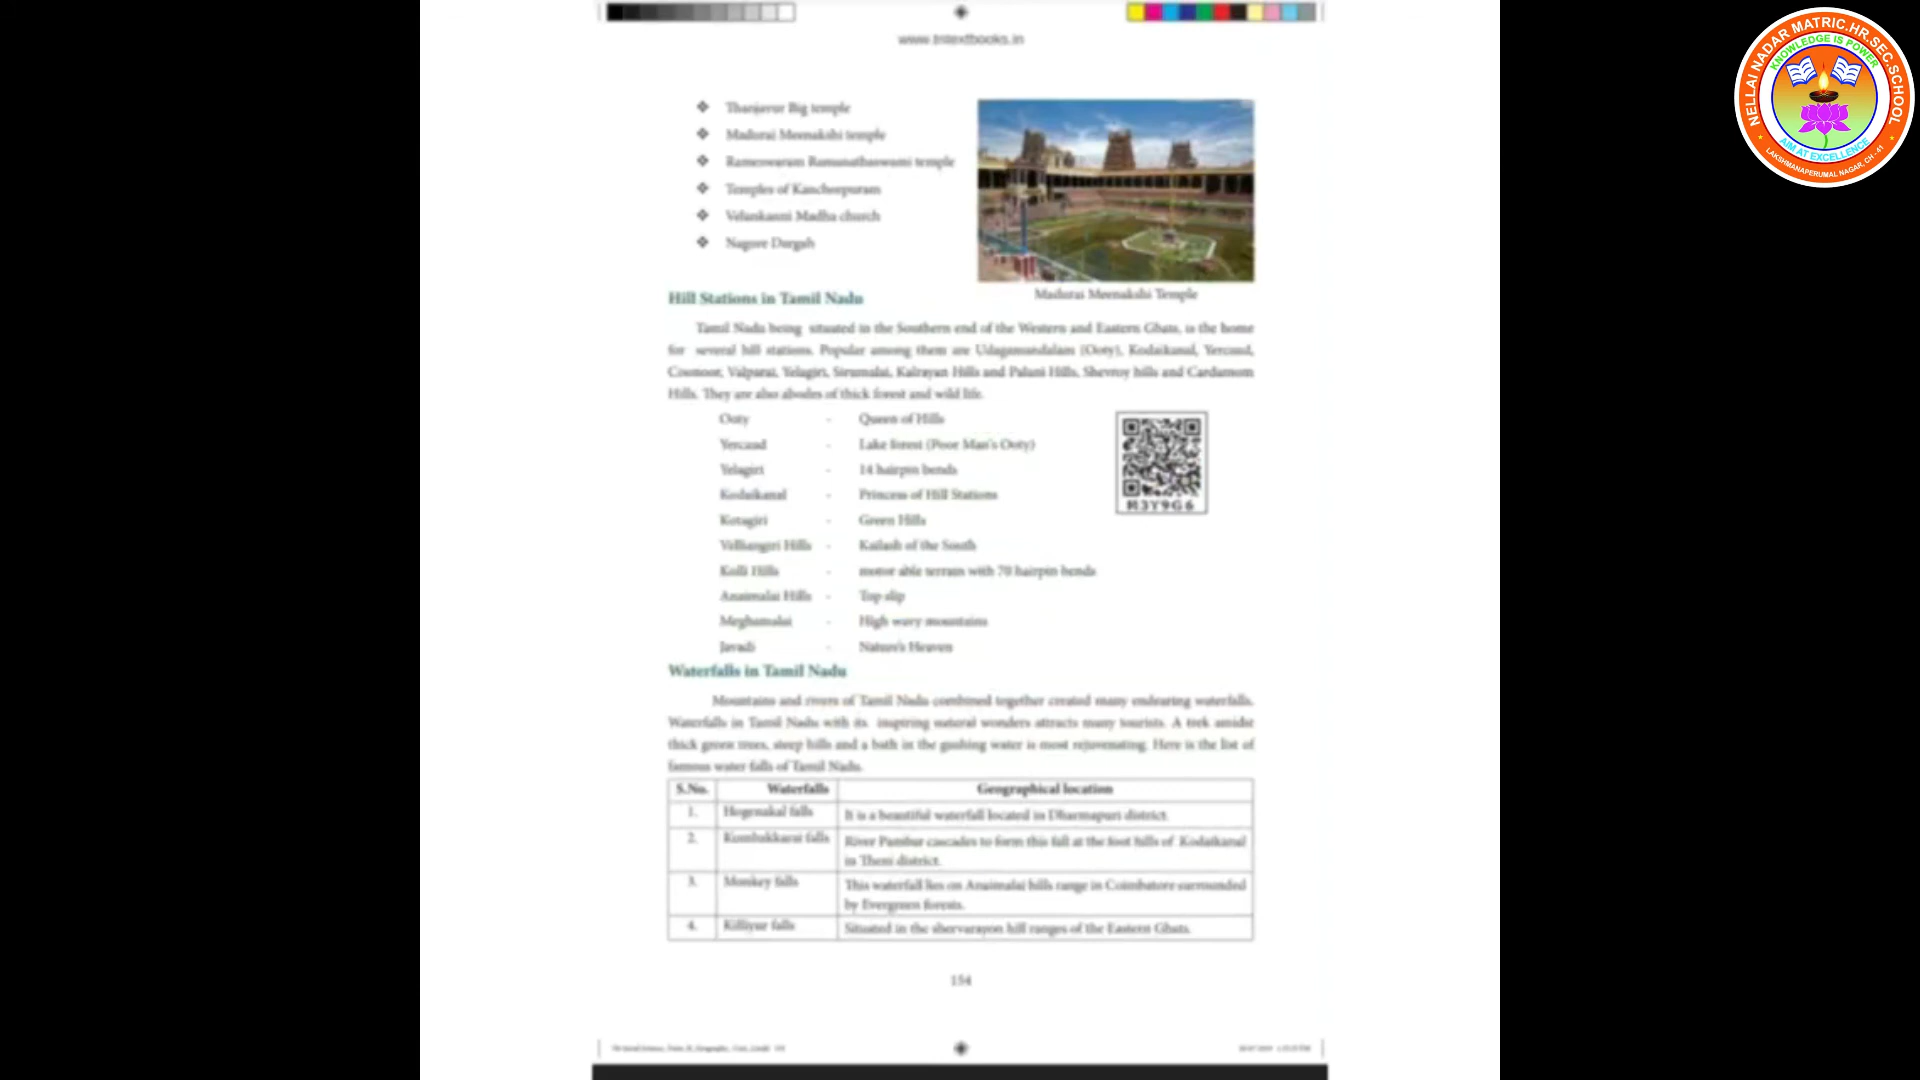 www.tntextbooks.in
❖ Thanjavur Big temple
❖ Madurai Meenakshi temple
❖ Rameswaram Ramanathaswami temple
❖ Temples of Kancheepuram
❖ Velankanni Madha church
❖ Nagore Dargah
Madurai Meenakshi Temple
Hill Stations in Tamil Nadu
Tamil Nadu being situated in the Southern end of the Western and Eastern Ghats, is the home
for several hill stations. Popular among them are Udagamandalam (Ooty), Kodaikanal, Yercaud,
Coonoor, Valparai, Yelagiri, Sirumalai, Kalrayan Hills and Palani Hills, Shevroy hills and Cardamom
Hills. They are also abodes of thick forest and wild life.
Ooty - Queen of Hills
Yercaud - Lake forest (Poor Man's Ooty)
Yelagiri - 14 hairpin bends
Kodaikanal - Princess of Hill Stations
Kotagiri - Green Hills
Velliangiri Hills - Kailash of the South
Kolli Hills - motor able terrain with 70 hairpin bends
Anaimalai Hills - Top slip
Meghamalai - High wavy mountains
Javadi - Nature's Heaven
H3Y9G6
Waterfalls in Tamil Nadu
Mountains and rivers of Tamil Nadu combined together created many endearing waterfalls.
Waterfalls in Tamil Nadu with its inspiring natural wonders attracts many tourists. A trek amidst
thick green trees, steep hills and a bath in the gushing water is most rejuvenating. Here is the list of
famous water falls of Tamil Nadu.
S.No. Waterfalls Geographical location
1. Hogenakal falls It is a beautiful waterfall located in Dharmapuri district.
2. Kumbakkarai falls River Pambar cascades to form this fall at the foot hills of Kodaikanal
in Theni district.
3. Monkey falls This waterfall lies on Anaimalai hills range in Coimbatore surrounded
by Evergreen forests.
4. Killiyur falls Situated in the shervarayon hill ranges of the Eastern Ghats.
154
NELLAI NADAR MATRIC.HR.SEC.SCHOOL
KNOWLEDGE IS POWER
AIM AT EXCELLENCE
LAKSHMANAPERUMAL NAGAR, CH - 41